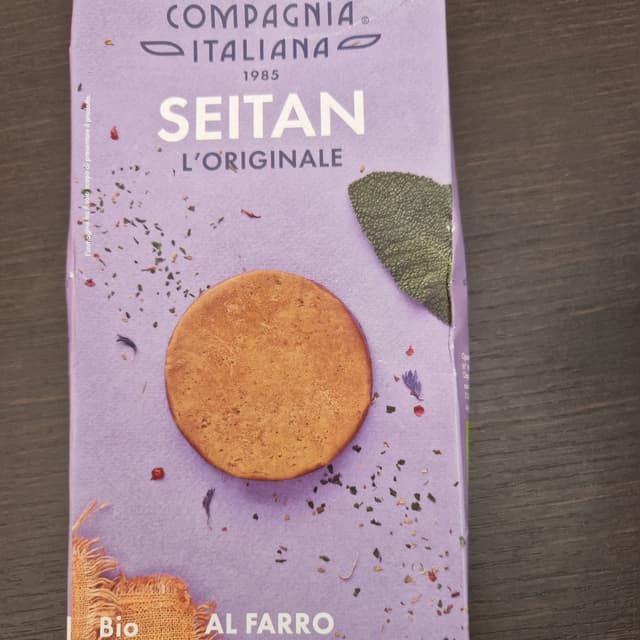 COMPAGNIA®
ITALIANA
1985
SEITAN
L'ORIGINALE
Bio
AL FARRO